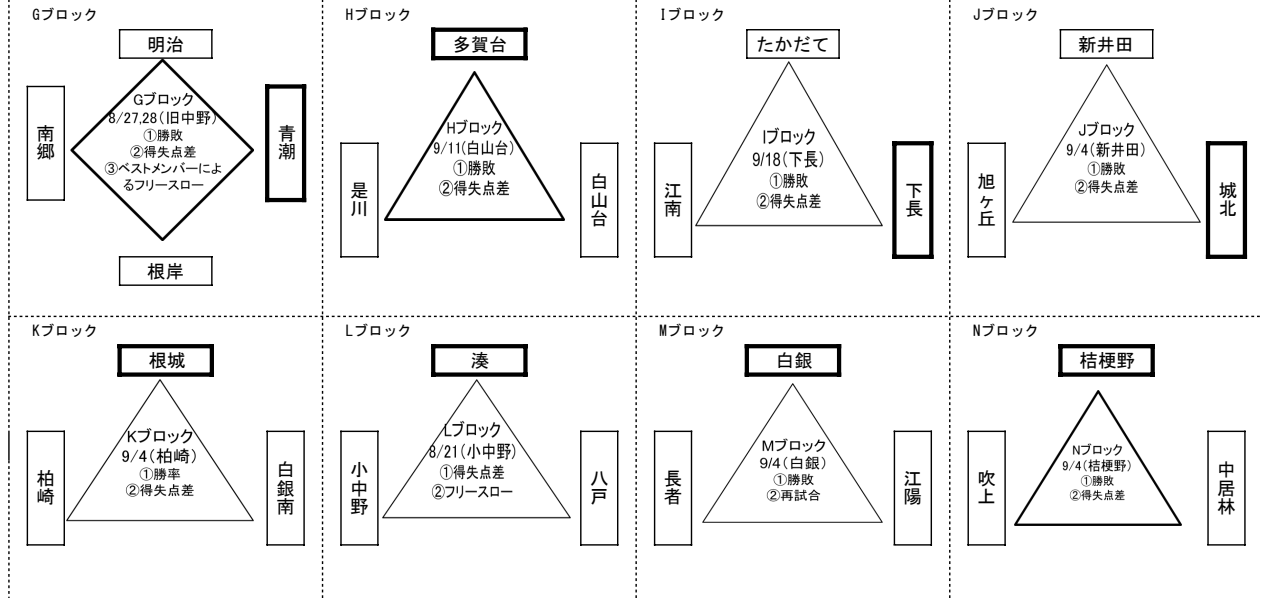 Gブロック
明治
南郷
Gブロック
8/27,28(旧中野)
①勝敗
②得失点差
③ベストメンバーによ
るフリースロー
青潮
根岸
Hブロック
多賀台
Hブロック
9/11(白山台)
①勝敗
②得失点差
是川
白山台
Iブロック
たかだて
Iブロック
9/18(下長)
①勝敗
②得失点差
江南
下長
Jブロック
新井田
Jブロック
9/4(新井田)
①勝敗
②得失点差
旭ヶ丘
城北
Kブロック
根城
Kブロック
9/4(柏崎)
①勝率
②得失点差
柏崎
白銀南
Lブロック
湊
Lブロック
8/21(小中野)
①得失点差
②フリースロー
小中野
八戸
Mブロック
白銀
Mブロック
9/4(白銀)
①勝敗
②再試合
長者
江陽
Nブロック
桔梗野
Nブロック
9/4(桔梗野)
①勝敗
②得失点差
吹上
中居林